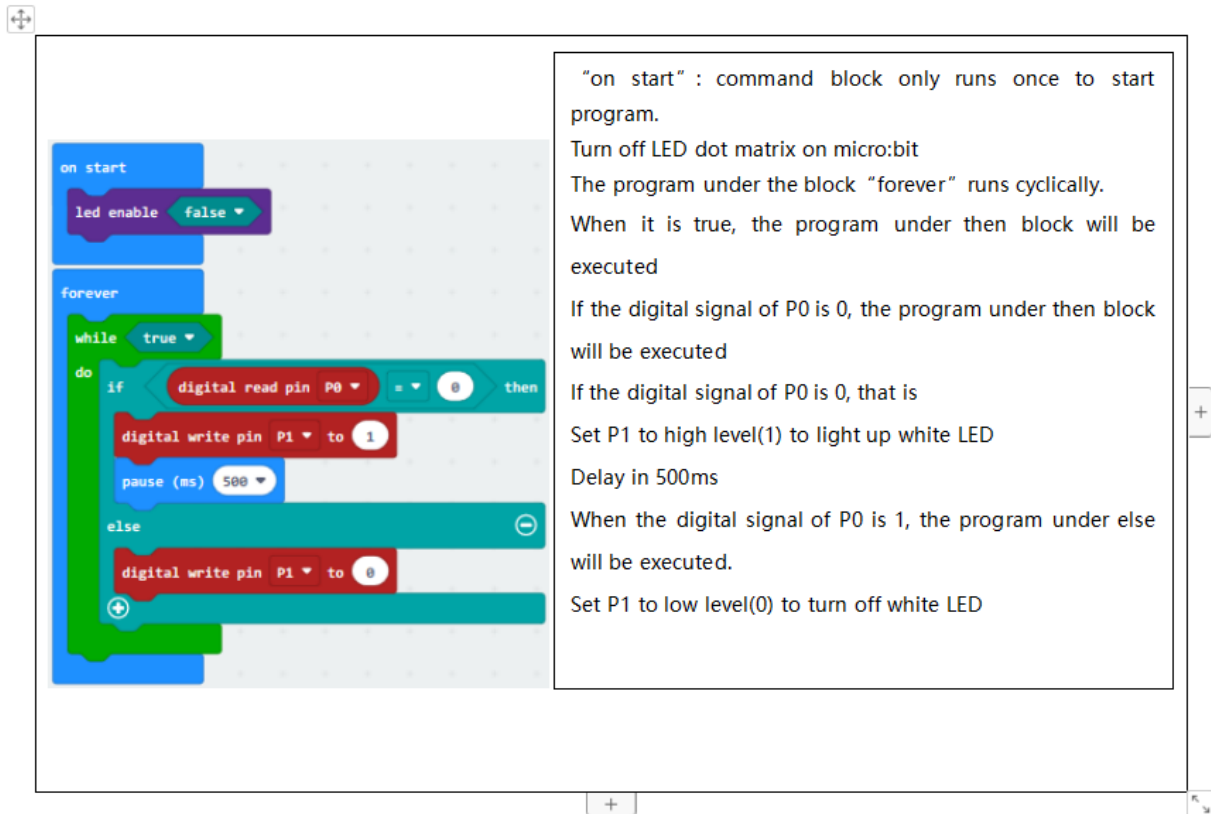 on start
led enable false
forever
while true
do
if digital read pin P0 = 0 then
digital write pin P1 to 1
pause (ms) 500
else
digital write pin P1 to 0
“on start”: command block only runs once to start
program.
Turn off LED dot matrix on micro:bit
The program under the block “forever” runs cyclically.
When it is true, the program under then block will be
executed
If the digital signal of P0 is 0, the program under then block
will be executed
If the digital signal of P0 is 0, that is
Set P1 to high level(1) to light up white LED
Delay in 500ms
When the digital signal of P0 is 1, the program under else
will be executed.
Set P1 to low level(0) to turn off white LED